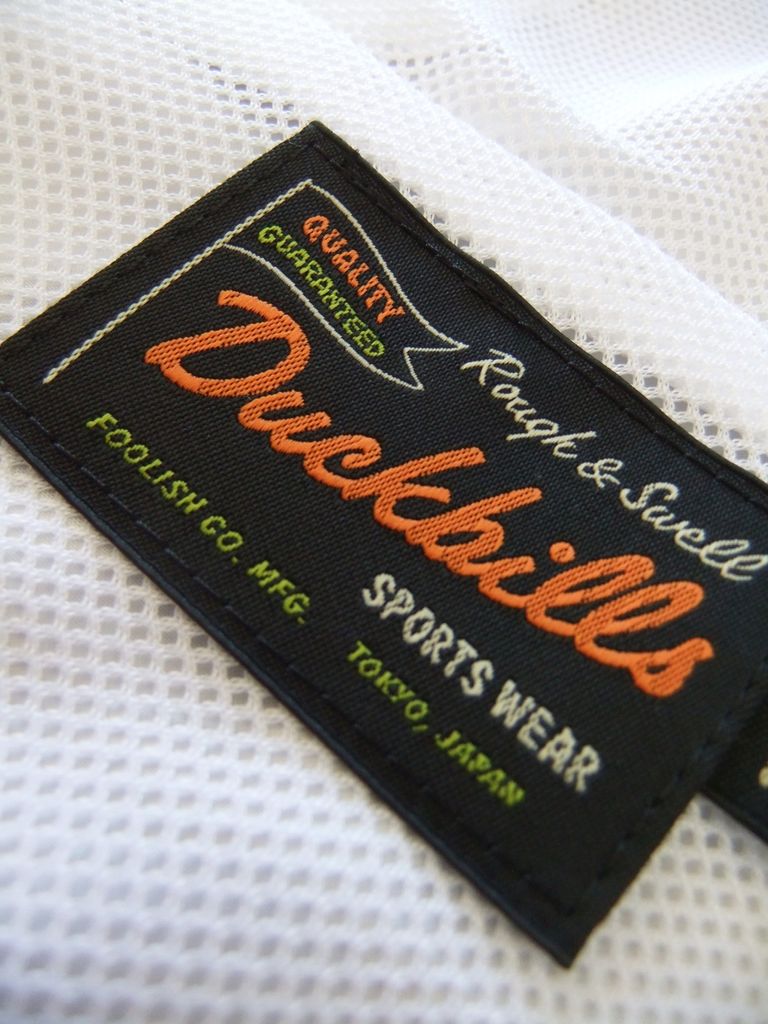 QUALITY
GUARANTEED
Rough & Swell
Duckbills
SPORTS WEAR
FOOLISH CO. MFG. TOKYO, JAPAN